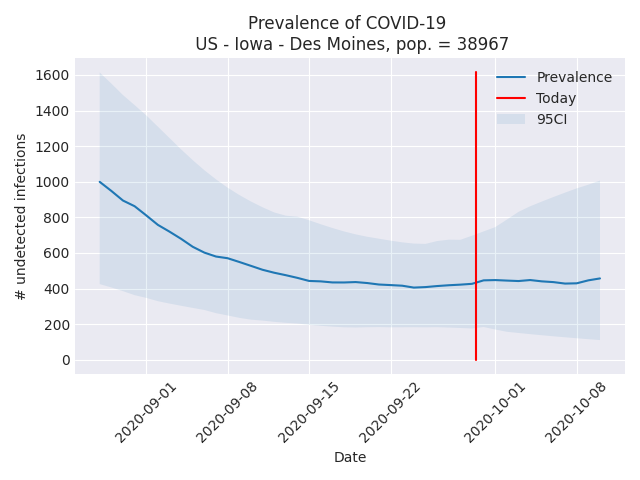 Prevalence of COVID-19
US - Iowa - Des Moines, pop. = 38967
Prevalence
Today
95CI
# undetected infections
1600
1400
1200
1000
800
600
400
200
0
2020-09-01
2020-09-08
2020-09-15
2020-09-22
2020-10-01
2020-10-08
Date